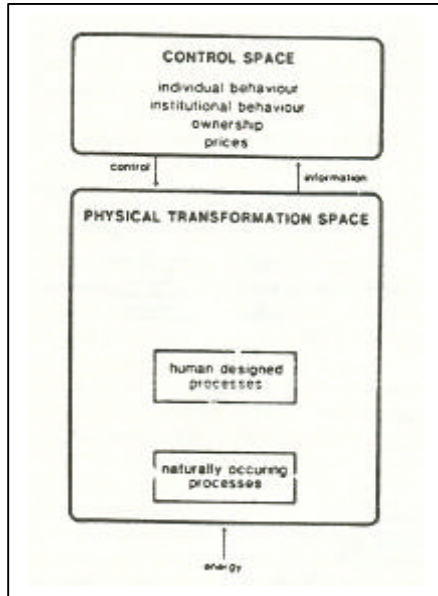 CONTROL SPACE
individual behaviour
institutional behaviour
ownership
prices
control
information
PHYSICAL TRANSFORMATION SPACE
human designed
processes
naturally occuring
processes
energy